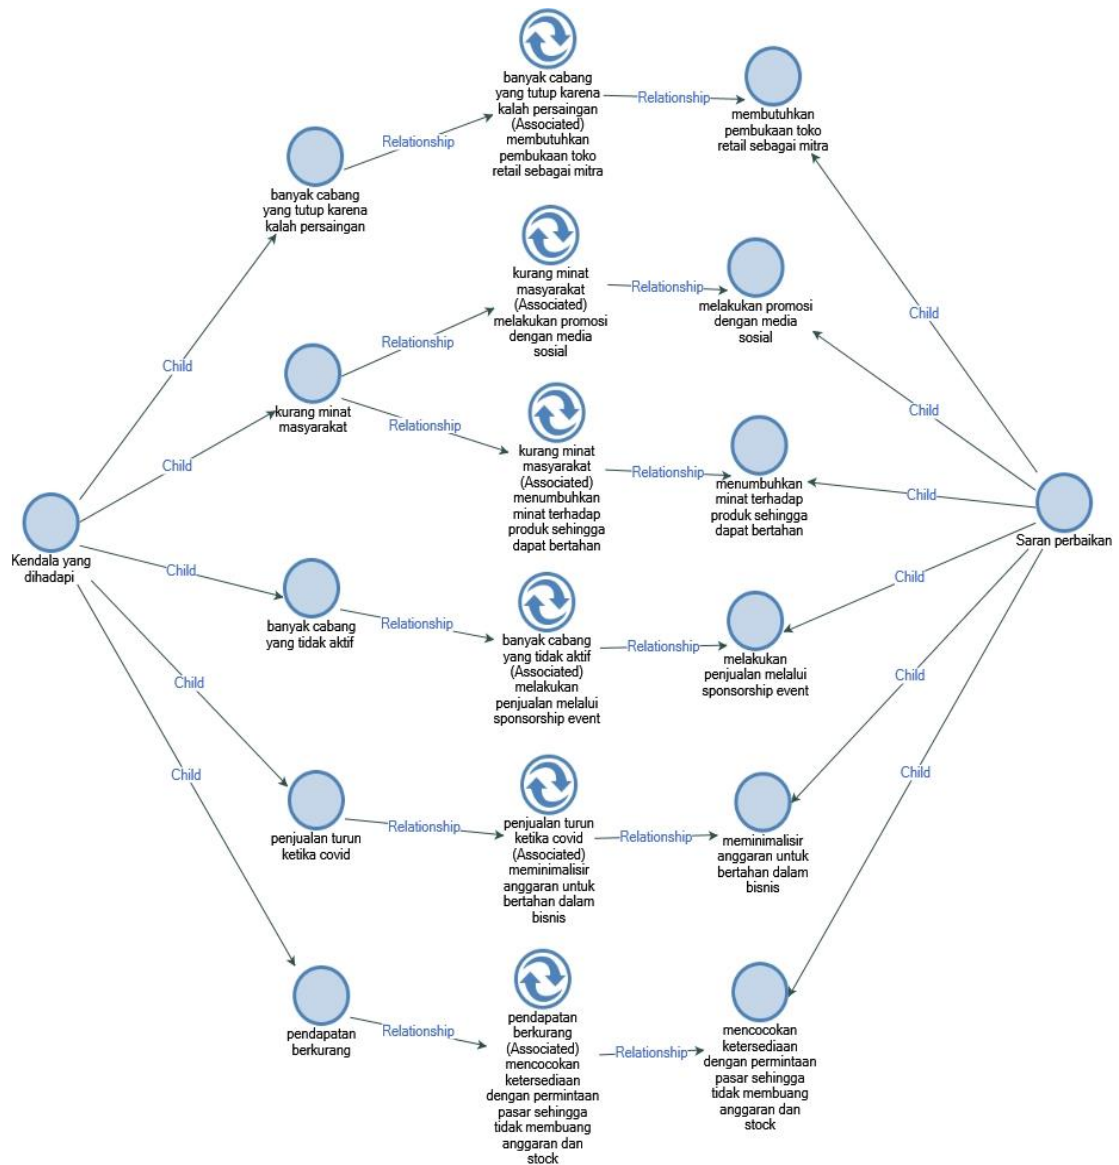 banyak cabang
yang tutup karena
kalah persaingan
(Associated)
membutuhkan
pembukaan toko
retail sebagai mitra
Relationship
membutuhkan
pembukaan toko
retail sebagai mitra
Relationship
banyak cabang
yang tutup karena
kalah persaingan
kurang minat
masyarakat
(Associated)
melakukan promosi
dengan media
sosial
Relationship
melakukan promosi
dengan media
sosial
Child
Relationship
Child
kurang minat
masyarakat
Child
Relationship
kurang minat
masyarakat
(Associated)
menumbuhkan
minat terhadap
produk sehingga
dapat bertahan
Relationship
menumbuhkan
minat terhadap
produk sehingga
dapat bertahan
Child
Child
Child
Kendala yang
dihadapi
Saran perbaikan
Child
banyak cabang
yang tidak aktif
Relationship
banyak cabang
yang tidak aktif
(Associated)
melakukan
penjualan melalui
sponsorship event
Relationship
melakukan
penjualan melalui
sponsorship event
Child
Child
Child
penjualan turun
ketika covid
Relationship
penjualan turun
ketika covid
(Associated)
meminimalisir
anggaran untuk
bertahan dalam
bisnis
Relationship
meminimalisir
anggaran untuk
bertahan dalam
bisnis
Child
Child
pendapatan
berkurang
Relationship
pendapatan
berkurang
(Associated)
mencocokan
ketersediaan
dengan permintaan
pasar sehingga
tidak membuang
anggaran dan
stock
Relationship
mencocokan
ketersediaan
dengan permintaan
pasar sehingga
tidak membuang
anggaran dan
stock